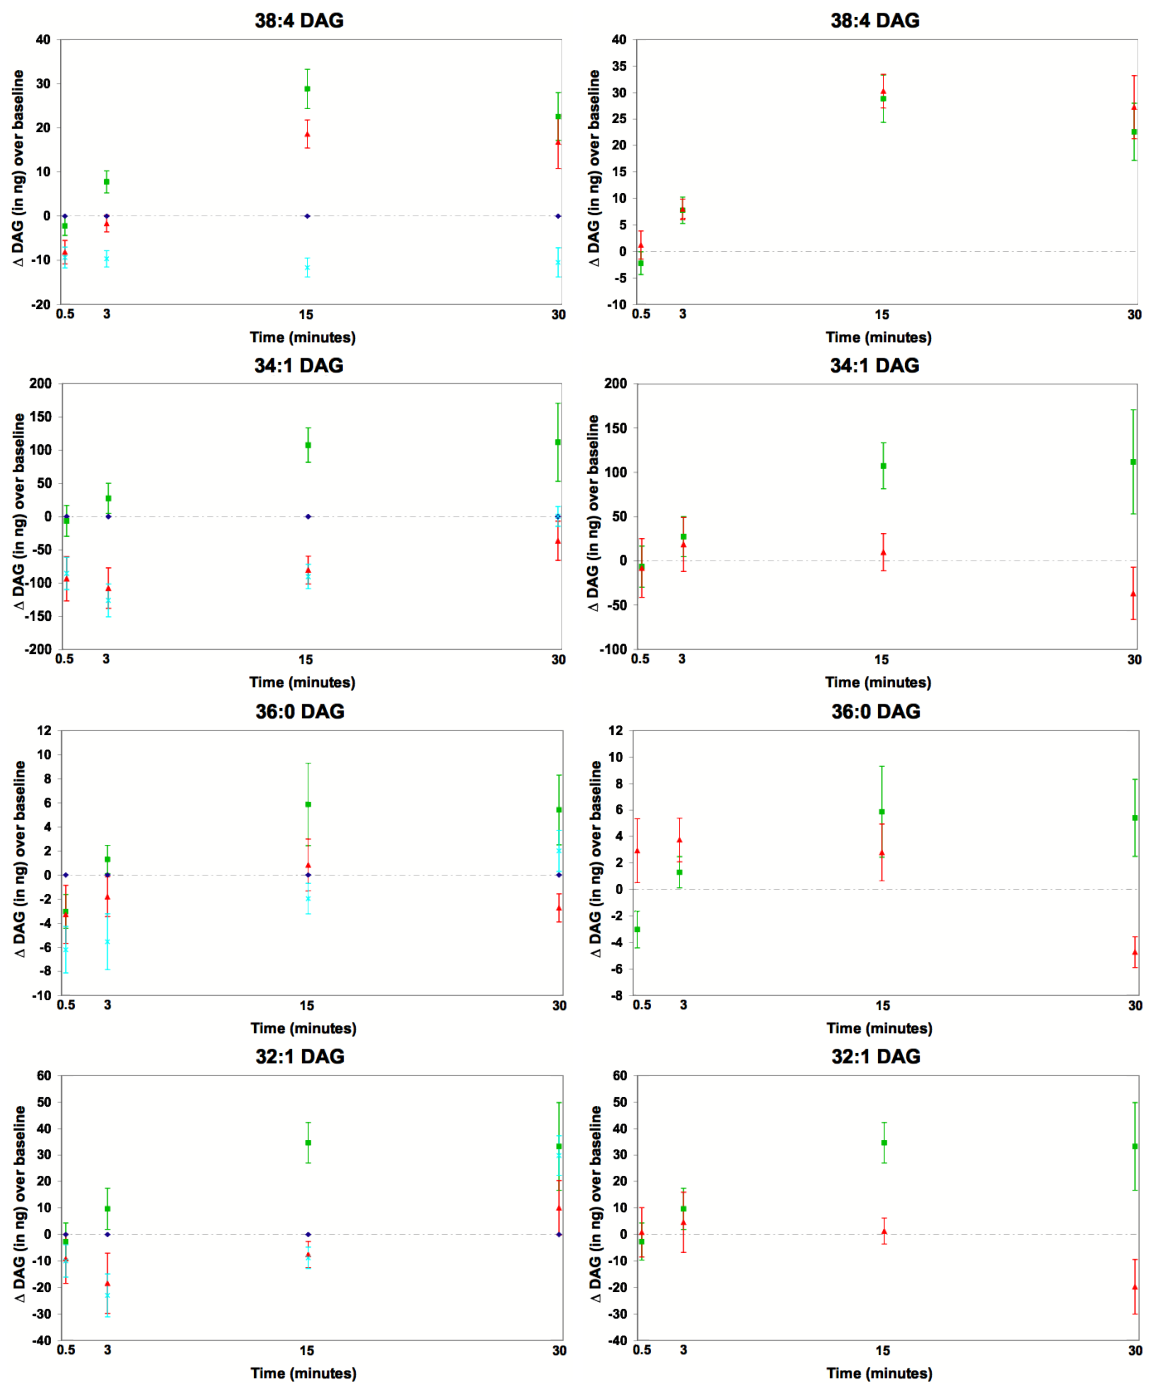 38:4 DAG
Δ DAG (in ng) over baseline
40
30
20
10
0
-10
-20
0.5 3 15 30
Time (minutes)
38:4 DAG
Δ DAG (in ng) over baseline
40
35
30
25
20
15
10
5
0
-5
-10
0.5 3 15 30
Time (minutes)
34:1 DAG
Δ DAG (in ng) over baseline
200
150
100
50
0
-50
-100
-150
-200
0.5 3 15 30
Time (minutes)
34:1 DAG
Δ DAG (in ng) over baseline
200
150
100
50
0
-50
-100
0.5 3 15 30
Time (minutes)
36:0 DAG
Δ DAG (in ng) over baseline
12
10
8
6
4
2
0
-2
-4
-6
-8
-10
0.5 3 15 30
Time (minutes)
36:0 DAG
Δ DAG (in ng) over baseline
12
10
8
6
4
2
0
-2
-4
-6
-8
0.5 3 15 30
Time (minutes)
32:1 DAG
Δ DAG (in ng) over baseline
60
50
40
30
20
10
0
-10
-20
-30
-40
0.5 3 15 30
Time (minutes)
32:1 DAG
Δ DAG (in ng) over baseline
60
50
40
30
20
10
0
-10
-20
-30
-40
0.5 3 15 30
Time (minutes)